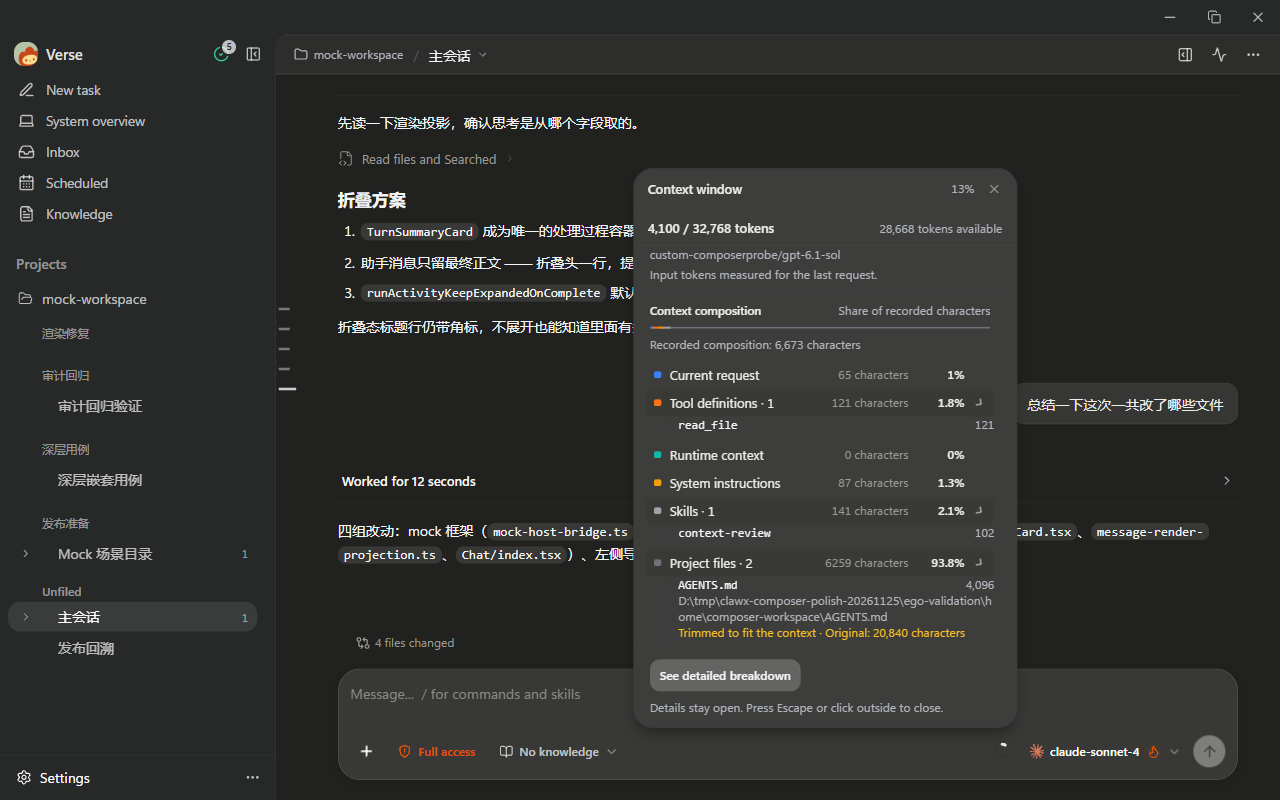 Verse
5
New task
System overview
Inbox
Scheduled
Knowledge
Projects
mock-workspace
渲染修复
审计回归
审计回归验证
深层用例
深层嵌套用例
发布准备
Mock 场景目录 1
Unfiled
主会话 1
发布回溯
Settings
mock-workspace / 主会话
先读一下渲染投影，确认思考是从哪个字段取的。
Read files and Searched
折叠方案
1. TurnSummaryCard 成为唯一的处理过程容器
2. 助手消息只留最终正文 —— 折叠头一行，提
3. runActivityKeepExpandedOnComplete 默认
折叠态标题行仍带角标，不展开也能知道里面有
总结一下这次一共改了哪些文件
Worked for 12 seconds
四组改动：mock 框架（ mock-host-bridge.ts Card.tsx、 message-render-
projection.ts、 Chat/index.tsx ）、左侧导
4 files changed
Message... / for commands and skills
Full access
No knowledge
claude-sonnet-4
Context window 13%
4,100 / 32,768 tokens 28,668 tokens available
custom-composerprobe/gpt-6.1-sol
Input tokens measured for the last request.
Context composition Share of recorded characters
Recorded composition: 6,673 characters
Current request 65 characters 1%
Tool definitions · 1 121 characters 1.8%
read_file 121
Runtime context 0 characters 0%
System instructions 87 characters 1.3%
Skills · 1 141 characters 2.1%
context-review 102
Project files · 2 6259 characters 93.8%
AGENTS.md 4,096
D:\tmp\clawx-composer-polish-20261125\ego-validation\h
ome\composer-workspace\AGENTS.md
Trimmed to fit the context · Original: 20,840 characters
See detailed breakdown
Details stay open. Press Escape or click outside to close.